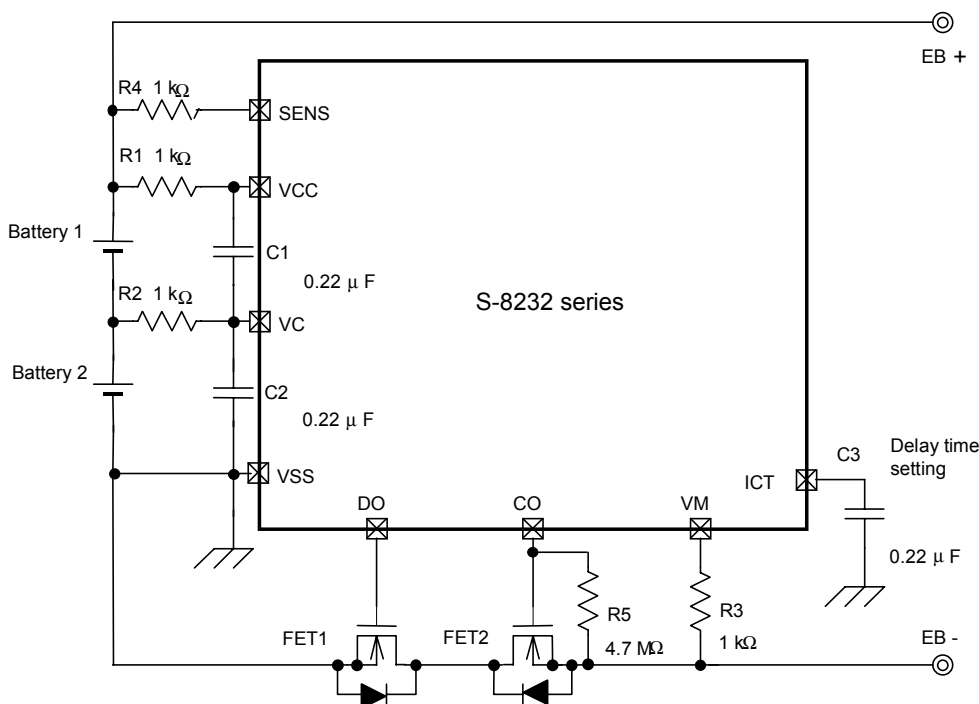 EB +
R4 1 kΩ
SENS
R1 1 kΩ
VCC
Battery 1
C1
0.22 μ F
R2 1 kΩ
S-8232 series
VC
Battery 2
C2
0.22 μ F
VSS
C3
Delay time
setting
ICT
DO
CO
VM
0.22 μ F
R5
4.7 MΩ
R3
1 kΩ
FET1
FET2
EB -